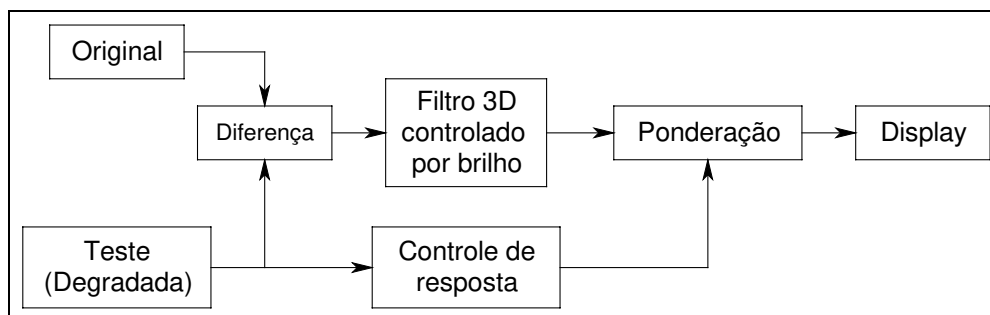 Original
Diferença
Filtro 3D
controlado
por brilho
Ponderação
Display
Teste
(Degradada)
Controle de
resposta